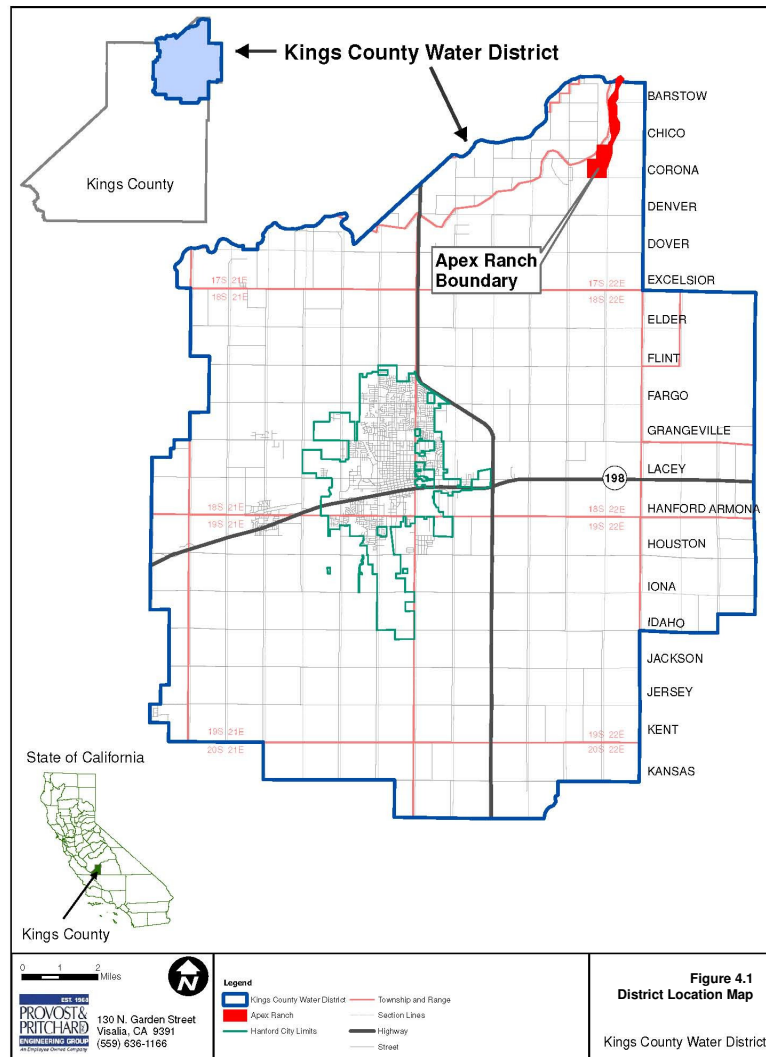 Kings County Water District
Kings County
BARSTOW
CHICO
CORONA
DENVER
DOVER
Apex Ranch
Boundary
EXCELSIOR
17S 21E
17S 22E
18S 21E
18S 22E
ELDER
FLINT
FARGO
GRANGEVILLE
LACEY
198
18S 21E
18S 22E
HANFORD ARMONA
19S 21E
19S 22E
HOUSTON
IONA
IDAHO
JACKSON
JERSEY
19S 21E
19S 22E
KENT
20S 21E
20S 22E
KANSAS
State of California
Kings County
0 1 2
Miles
N
EST. 1968
PROVOST&
PRITCHARD
ENGINEERING GROUP
An Employee Owned Company
130 N. Garden Street
Visalia, CA 9391
(559) 636-1166
Legend
Kings County Water District
Township and Range
Apex Ranch
Section Lines
Hanford City Limits
Highway
Street
Figure 4.1
District Location Map
Kings County Water District